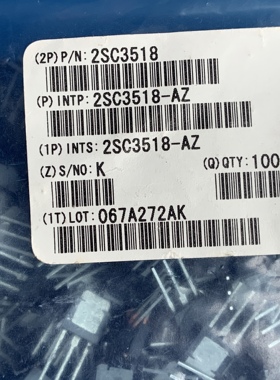 (2P) P/N: 2SC3518
(P) INTP: 2SC3518-AZ
(1P) INTS: 2SC3518-AZ
(Z) S/NO: K (Q) QTY: 100
(1T) LOT: 067A272AK